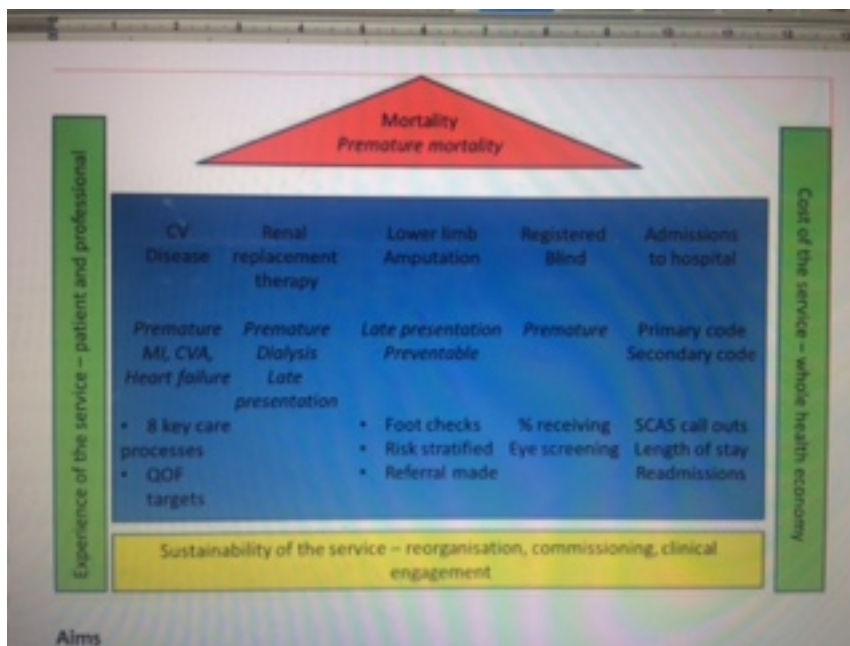 Mortality
Premature mortality
Experience of the service – patient and professional
CV
Disease
Renal
replacement
therapy
Lower limb
Amputation
Registered
Blind
Admissions
to hospital
Premature
MI, CVA,
Heart failure
Premature
Dialysis
Late
presentation
Late presentation
Preventable
Premature
Primary code
Secondary code
• 8 key care
processes
• QOF
targets
• Foot checks
• Risk stratified
• Referral made
% receiving
Eye screening
SCAS call outs
Length of stay
Readmissions
Cost of the service – whole health economy
Sustainability of the service – reorganisation, commissioning, clinical
engagement
Aims